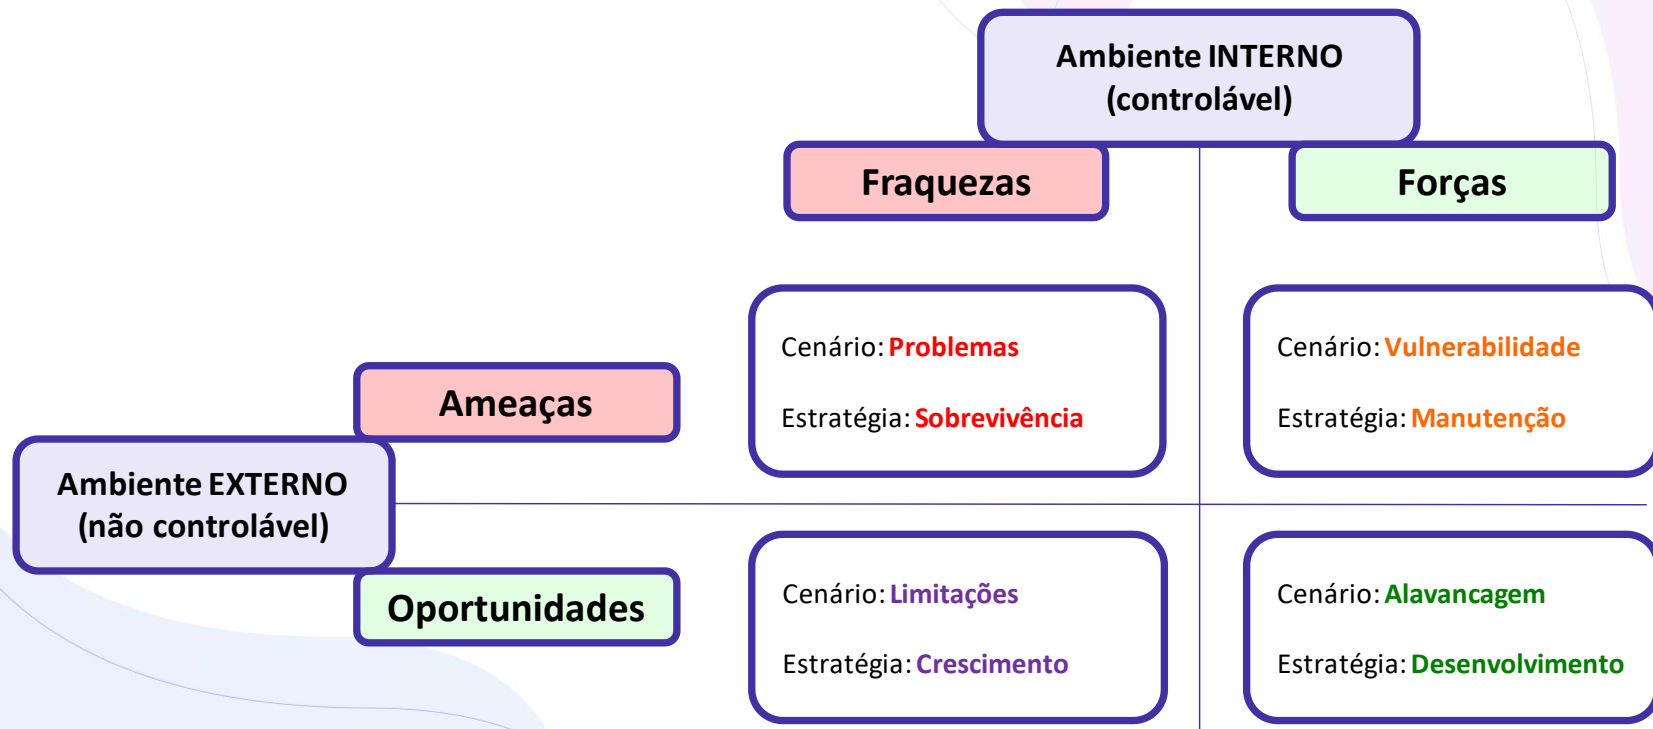 Ambiente INTERNO
(controlável)
Fraquezas
Forças
Cenário: Problemas
Estratégia: Sobrevivência
Cenário: Vulnerabilidade
Estratégia: Manutenção
Ameaças
Ambiente EXTERNO
(não controlável)
Oportunidades
Cenário: Limitações
Estratégia: Crescimento
Cenário: Alavancagem
Estratégia: Desenvolvimento